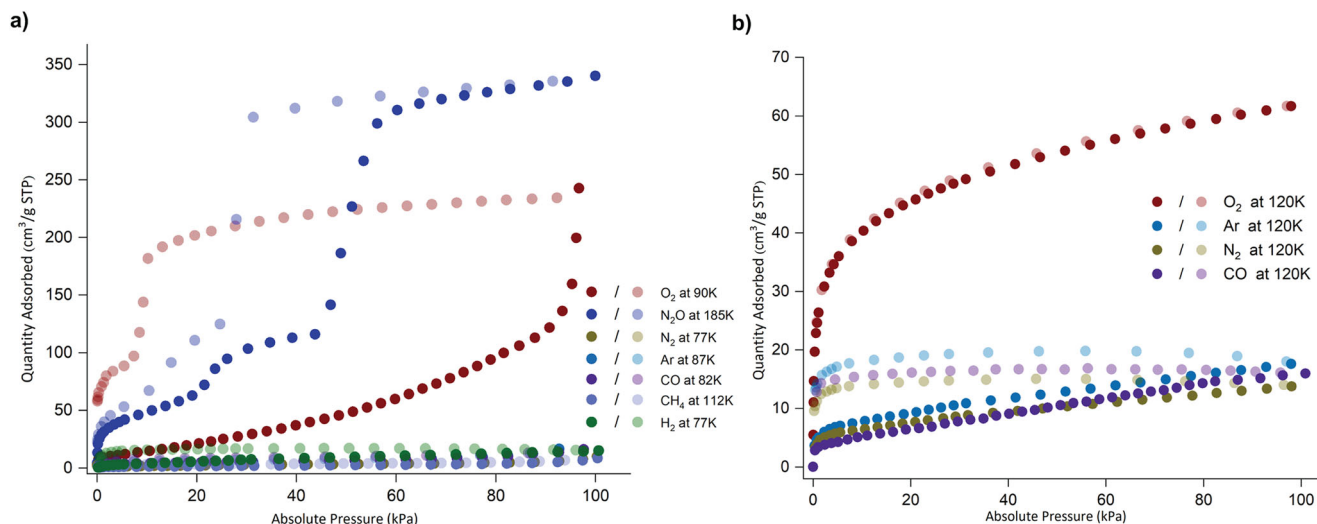 a)
Quantity Adsorbed (cm³/g STP)
350
300
250
200
150
100
50
0
0 20 40 60 80 100
Absolute Pressure (kPa)
/ O₂ at 90K
/ N₂O at 185K
/ N₂ at 77K
/ Ar at 87K
/ CO at 82K
/ CH₄ at 112K
/ H₂ at 77K
b)
Quantity Adsorbed (cm³/g STP)
70
60
50
40
30
20
10
0
0 20 40 60 80 100
Absolute Pressure (kPa)
/ O₂ at 120K
/ Ar at 120K
/ N₂ at 120K
/ CO at 120K